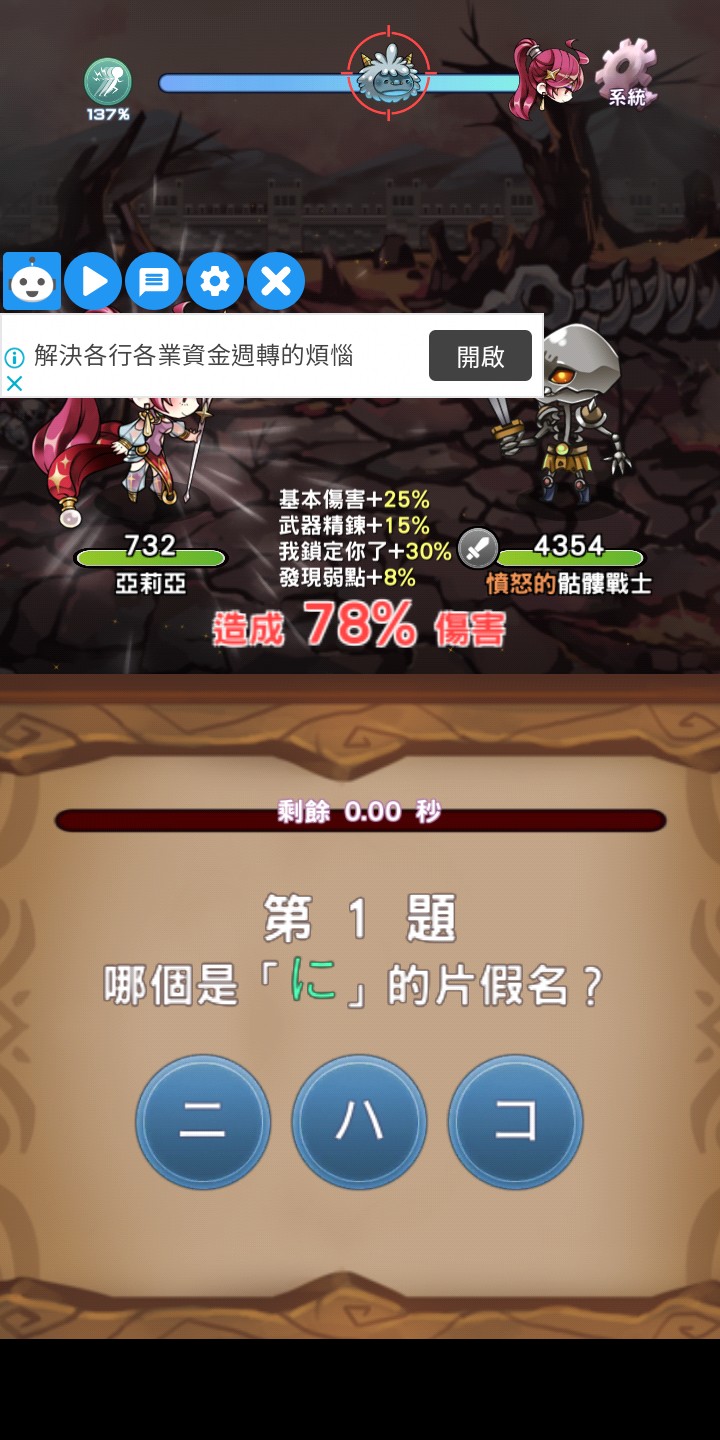 137%
系統
解決各行各業資金週轉的煩惱
開啟
基本傷害+25%
武器精鍊+15%
我鎖定你了+30%
發現弱點+8%
732
亞莉亞
4354
憤怒的骷髏戰士
造成 78% 傷害
剩餘 0.00 秒
第 1 題
哪個是「に」的片假名？
ニ ハ コ